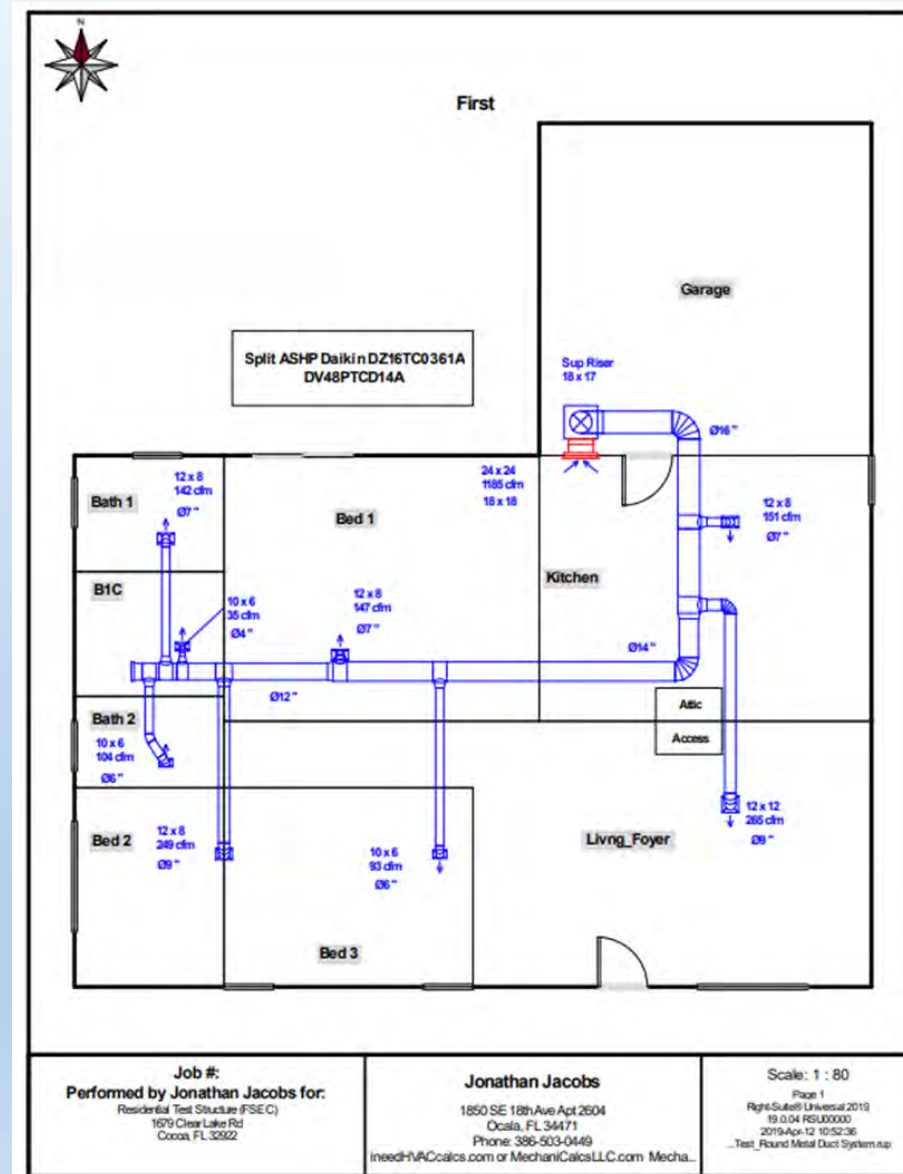 N
First
Garage
Split ASHP Daikin DZ16TC0361A
DV48PTCD14A
Sup Riser
18 x 17
Ø16"
12 x 8
142 cfm
Ø7"
Bath 1
Bed 1
24 x 24
1185 cfm
18 x 18
12 x 8
151 cfm
Ø7"
B1C
10 x 6
35 cfm
Ø4"
12 x 8
147 cfm
Ø7"
Kitchen
Ø14"
Ø12"
Attic
Access
Bath 2
10 x 6
104 cfm
Ø6"
Bed 2
12 x 8
249 cfm
Ø9"
10 x 6
93 cfm
Ø6"
Livng_Foyer
12 x 12
265 cfm
Ø9"
Bed 3
Job #:
Performed by Jonathan Jacobs for:
Residential Test Structure (FSEC)
1679 Clear Lake Rd
Cocoa, FL 32922
Jonathan Jacobs
1850 SE 18th Ave Apt 2604
Ocala, FL 34471
Phone: 386-503-0449
ineedHVACcalcs.com or MechaniCalcsLLC.com Mecha...
Scale: 1 : 80
Page 1
Right-Suite® Universal 2019
19.0.04 RSU00000
2019-Apr-12 10:52:36
...Test_Round Metal Duct System.rup